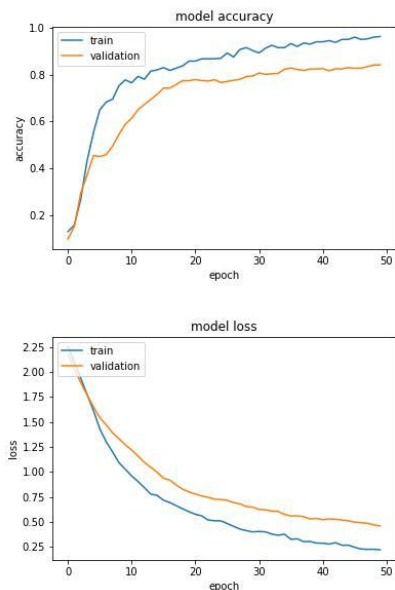 model accuracy
1.0
train
validation
0.8
0.6
accuracy
0.4
0.2
0
10
20
30
40
50
epoch
model loss
2.25
train
validation
2.00
1.75
1.50
1.25
loss
1.00
0.75
0.50
0.25
0
10
20
30
40
50
epoch